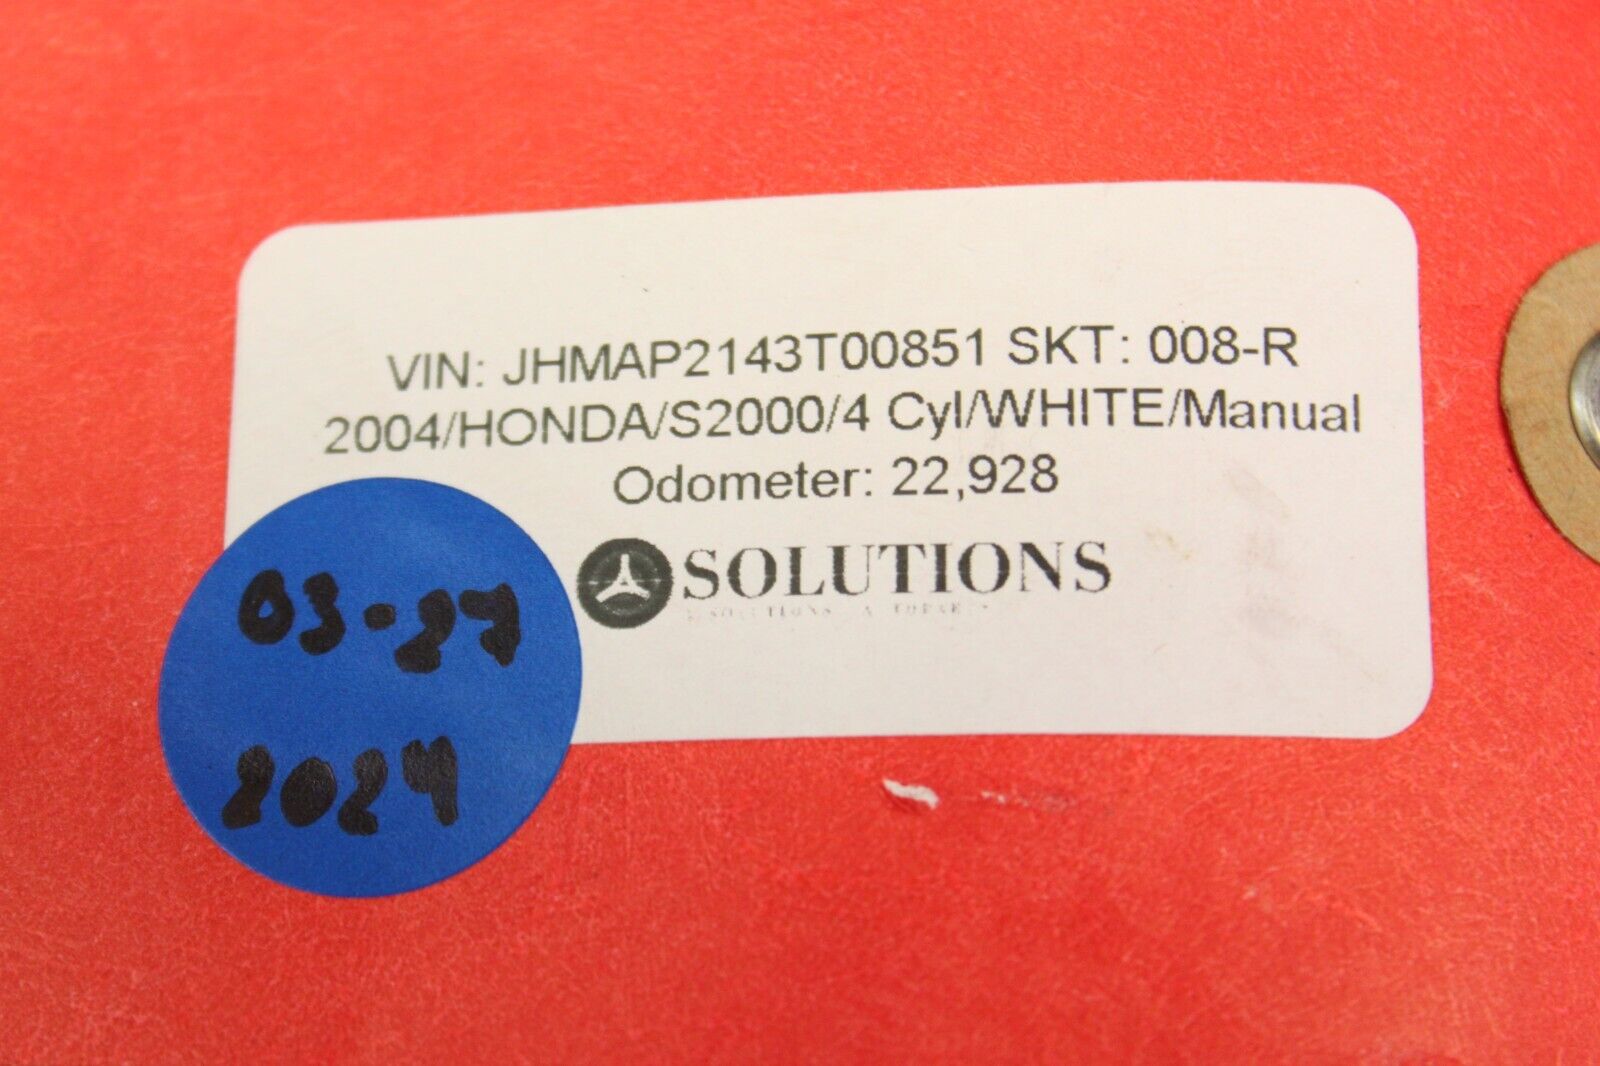 VIN: JHMAP2143T00851 SKT: 008-R
2004/HONDA/S2000/4 Cyl/WHITE/Manual
Odometer: 22,928
SOLUTIONS
03-27
2024